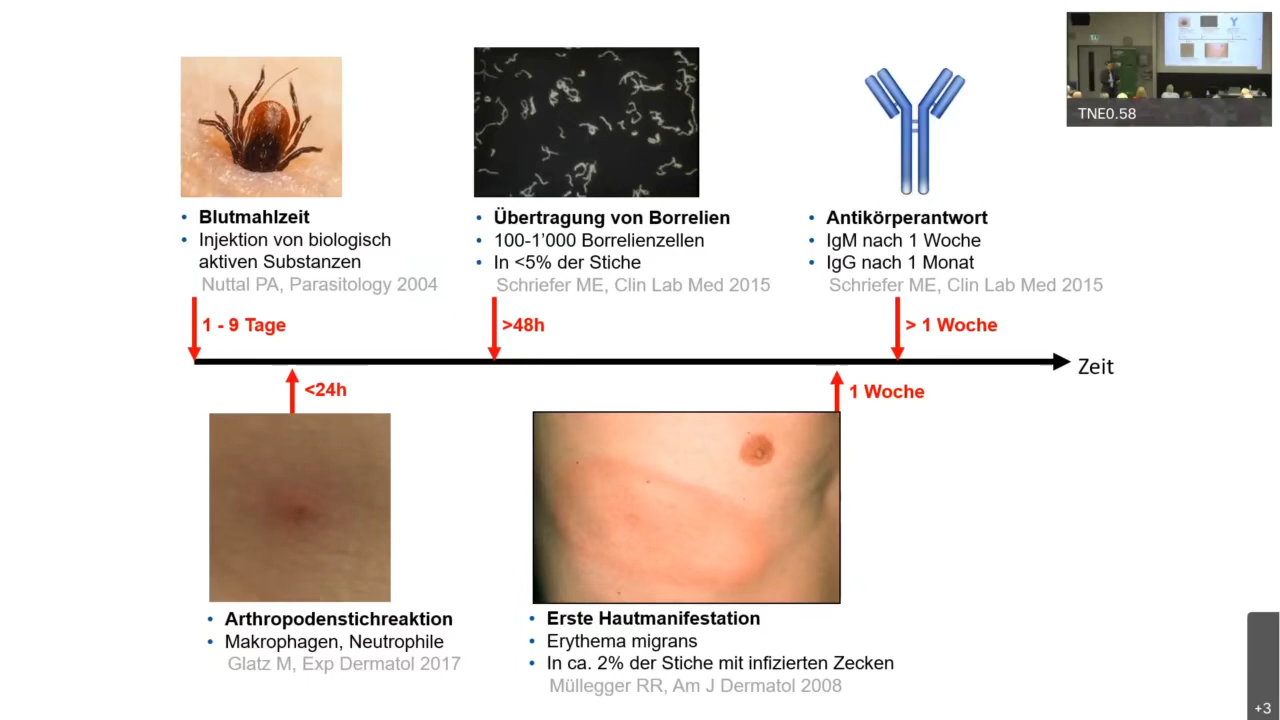 TNE0.58
• Blutmahlzeit
• Injektion von biologisch
aktiven Substanzen
Nuttal PA, Parasitology 2004
• Übertragung von Borrelien
• 100-1’000 Borrelienzellen
• In <5% der Stiche
Schriefer ME, Clin Lab Med 2015
• Antikörperantwort
• IgM nach 1 Woche
• IgG nach 1 Monat
Schriefer ME, Clin Lab Med 2015
1 - 9 Tage
>48h
> 1 Woche
Zeit
<24h
1 Woche
• Arthropodenstichreaktion
• Makrophagen, Neutrophile
Glatz M, Exp Dermatol 2017
• Erste Hautmanifestation
• Erythema migrans
• In ca. 2% der Stiche mit infizierten Zecken
Müllegger RR, Am J Dermatol 2008
+3